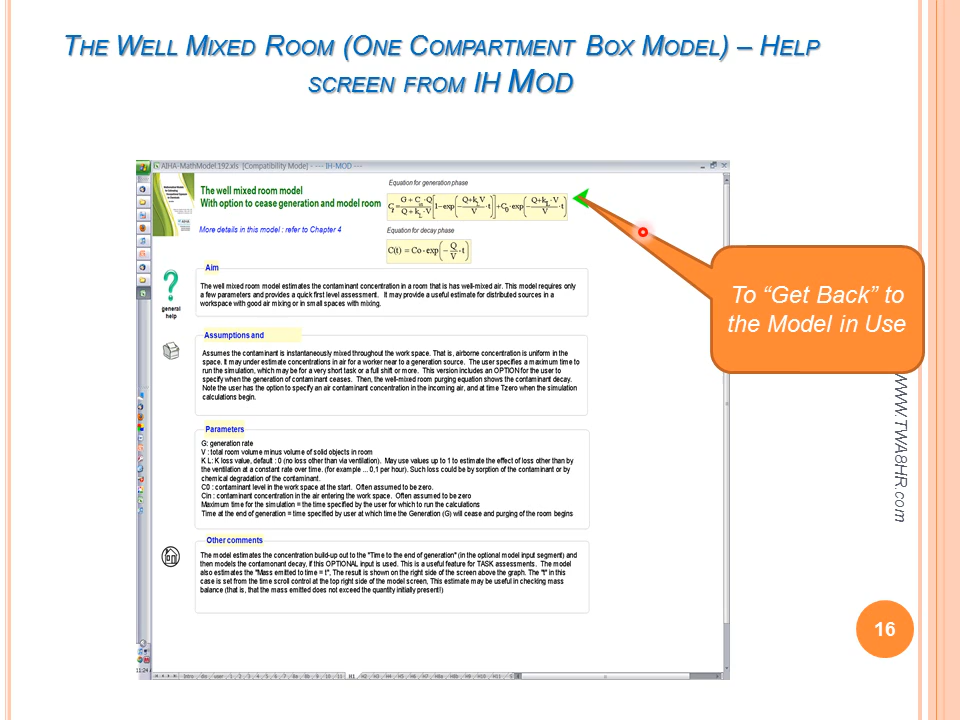 The Well Mixed Room (One Compartment Box Model) – Help
screen from IH Mod
AIHA-MathModel.192.xls [Compatibility Mode] - --- IH-MOD ---
The well mixed room model
With option to cease generation and model room
More details in this model : refer to Chapter 4
Equation for generation phase
Equation for decay phase
C(t) = Co·exp(−Q/V·t)
general
help
Aim
The well mixed room model estimates the contaminant concentration in a room that is has well-mixed air. This model requires only
a few parameters and provides a quick first level assessment. It may provide a useful estimate for distributed sources in a
workspace with good air mixing or in small spaces with mixing.
Assumptions and
Assumes the contaminant is instantaneously mixed throughout the work space. That is, airborne concentration is uniform in the
space. It may under estimate concentrations in air for a worker near to a generation source. The user specifies a maximum time to
run the simulation, which may be for a very short task or a full shift or more. This version includes an OPTION for the user to
specify when the generation of contaminant ceases. Then, the well-mixed room purging equation shows the contaminant decay.
Note the user has the option to specify an air contaminant concentration in the incoming air, and at time Tzero when the simulation
calculations begin.
Parameters
G: generation rate
V : total room volume minus volume of solid objects in room
K L: K loss value, default : 0 (no loss other than via ventilation). May use values up to 1 to estimate the effect of loss other than by
the ventilation at a constant rate over time. (for example ... 0,1 per hour). Such loss could be by sorption of the contaminant or by
chemical degradation of the contaminant.
C0 : contaminant level in the work space at the start. Often assumed to be zero.
Cin : contaminant concentration in the air entering the work space. Often assumed to be zero
Maximum time for the simulation = the time specified by the user for which to run the calculations
Time at the end of generation = time specified by user at which time the Generation (G) will cease and purging of the room begins
Other comments
The model estimates the concentration build-up out to the "Time to the end of generation" (in the optional model input segment) and
then models the contamonant decay, if this OPTIONAL input is used. This is a useful feature for TASK assessments. The model
also estimates the "Mass emitted to time = t", The result is shown on the right side of the screen above the graph. The "t" in this
case is set from the time scroll control at the top right side of the model screen, This estimate may be useful in checking mass
balance (that is, that the mass emitted does not exceed the quantity initially present!)
To “Get Back” to
the Model in Use
www.TWA8HR.com
16